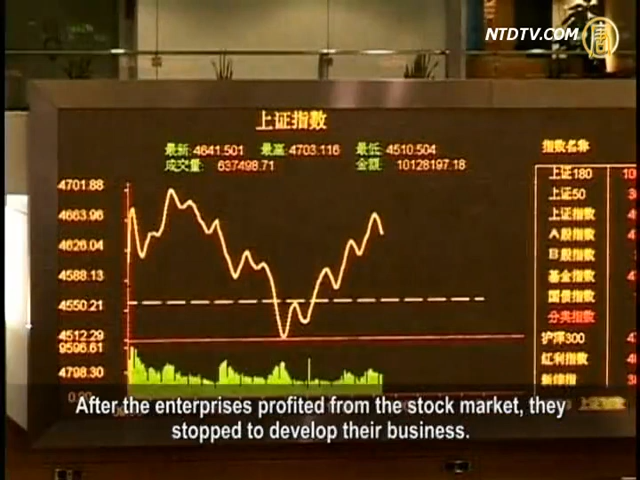 NTDTV.COM
上证指数
最新: 4641.501 最高: 4703.116 最低: 4510.504
成交量: 637498.71 金额: 10128197.18
指数名称
4701.88
4663.96
4626.04
4588.13
4550.21
4512.29
9596.61
4798.30
上证180
上证50
上证指数
A股指数
B股指数
基金指数
国债指数
分类指数
沪深300
红利指数
新综指
After the enterprises profited from the stock market, they
stopped to develop their business.